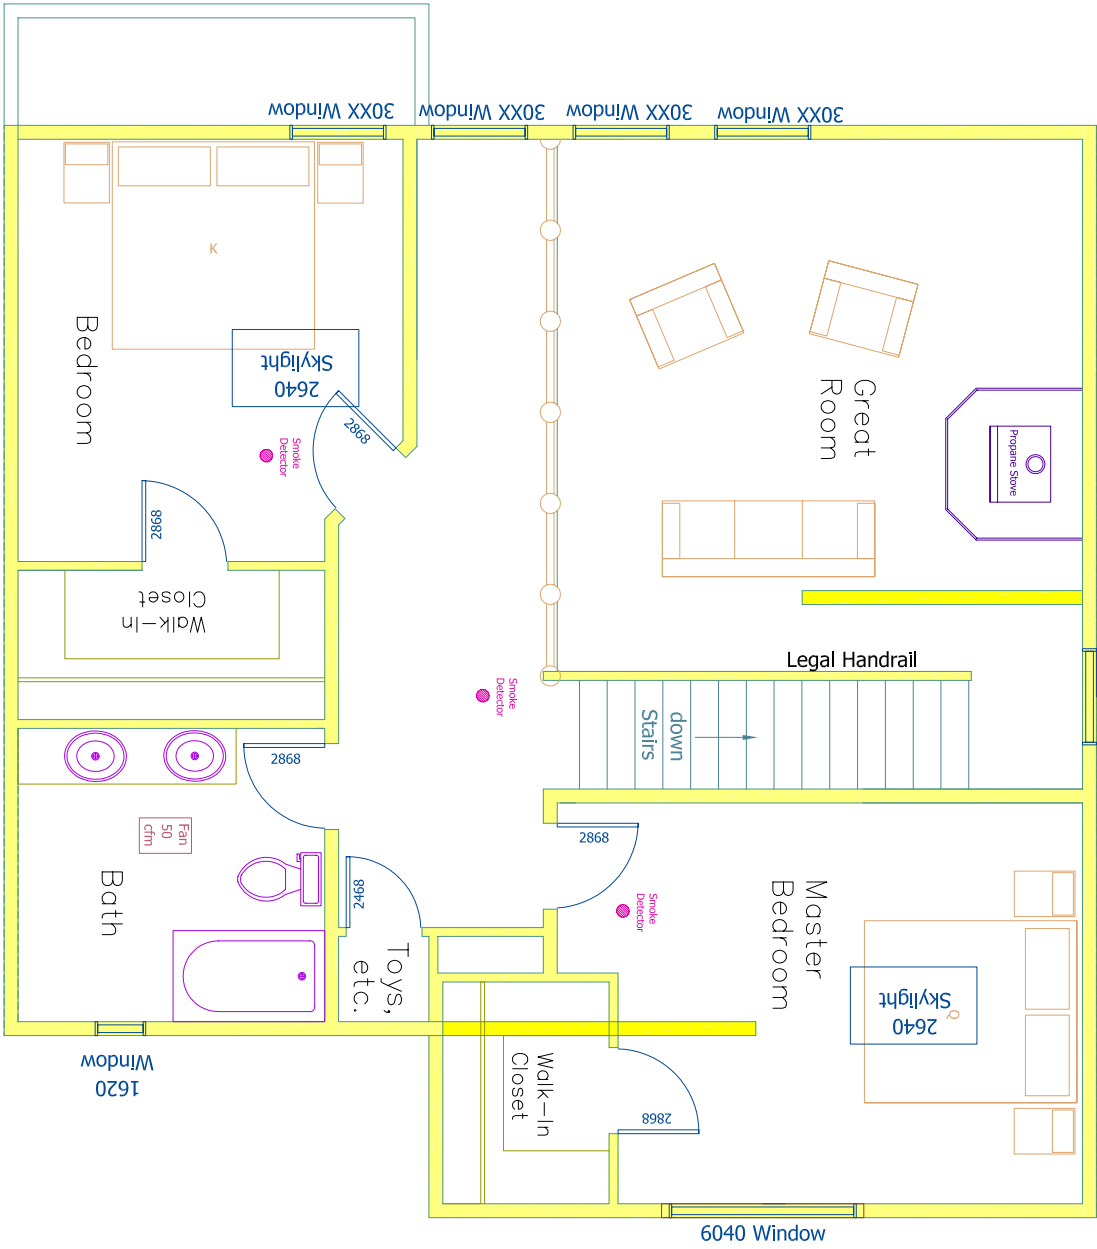 30XX Window
30XX Window
30XX Window
30XX Window
K
Bedroom
Skylight
2640
2868
Smoke
Detector
2868
Great
Room
Propane Stove
Walk-In
Closet
Legal Handrail
Smoke
Detector
down
Stairs
2868
2868
Fan
50
cfm
Bath
2468
Toys,
etc.
Smoke
Detector
Master
Bedroom
Skylight
2640
Q
Walk-In
Closet
2868
1620
Window
6040 Window